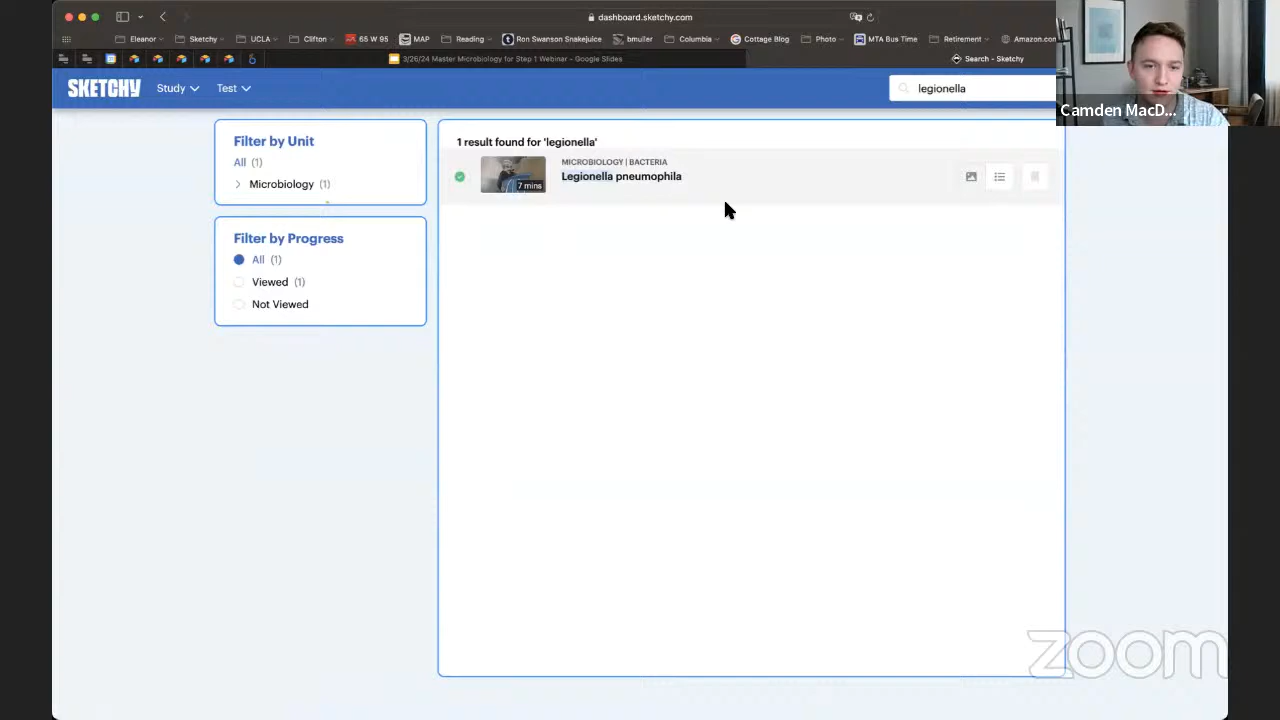 dashboard.sketchy.com
Eleanor
Sketchy
UCLA
Clifton
65 W 95
MAP
Reading
Ron Swanson Snakejuice
bmuller
Columbia
Cottage Blog
Photo
MTA Bus Time
Retirement
Amazon.com
3/26/24 Master Microbiology for Step 1 Webinar - Google Slides
Search - Sketchy
SKETCHY
Study
Test
legionella
Camden MacD...
Filter by Unit
All (1)
Microbiology (1)
Filter by Progress
All (1)
Viewed (1)
Not Viewed
1 result found for 'legionella'
7 mins
MICROBIOLOGY | BACTERIA
Legionella pneumophila
zoom